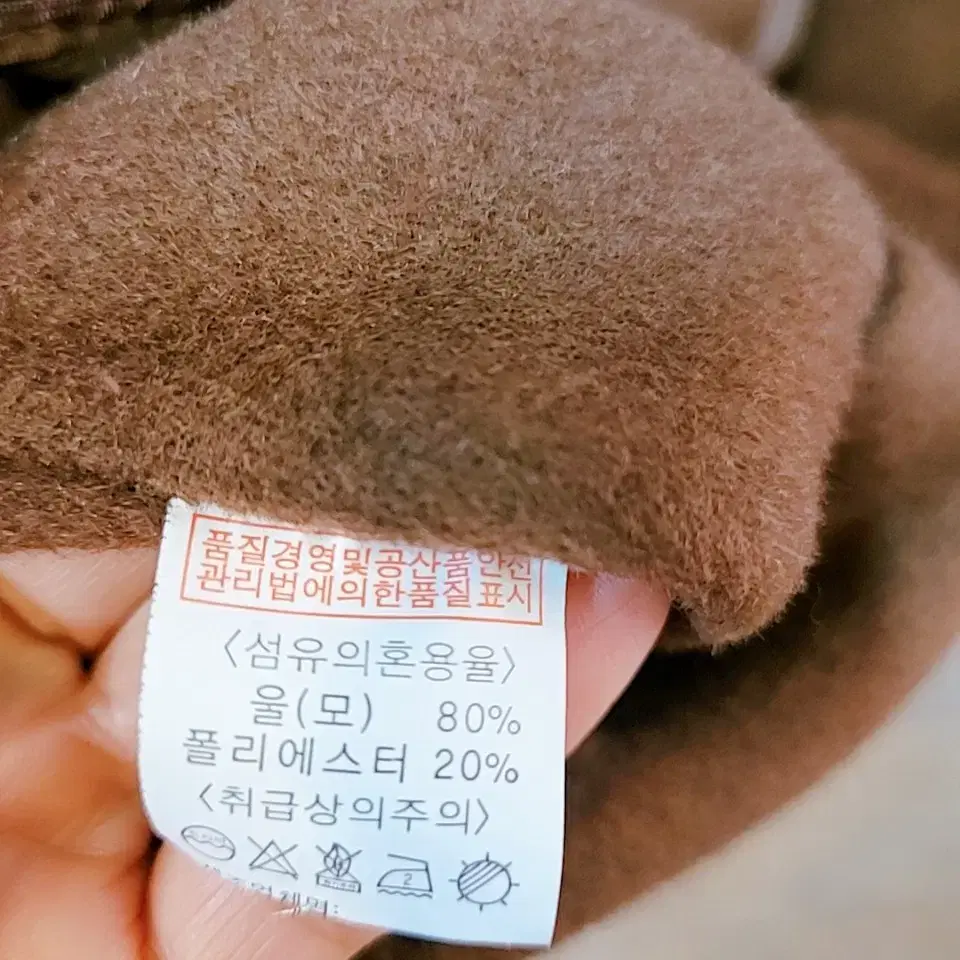 품질경영및공산품안전
관리법에의한품질표시
〈섬유의혼용율〉
울(모) 80%
폴리에스터 20%
〈취급상의주의〉
2